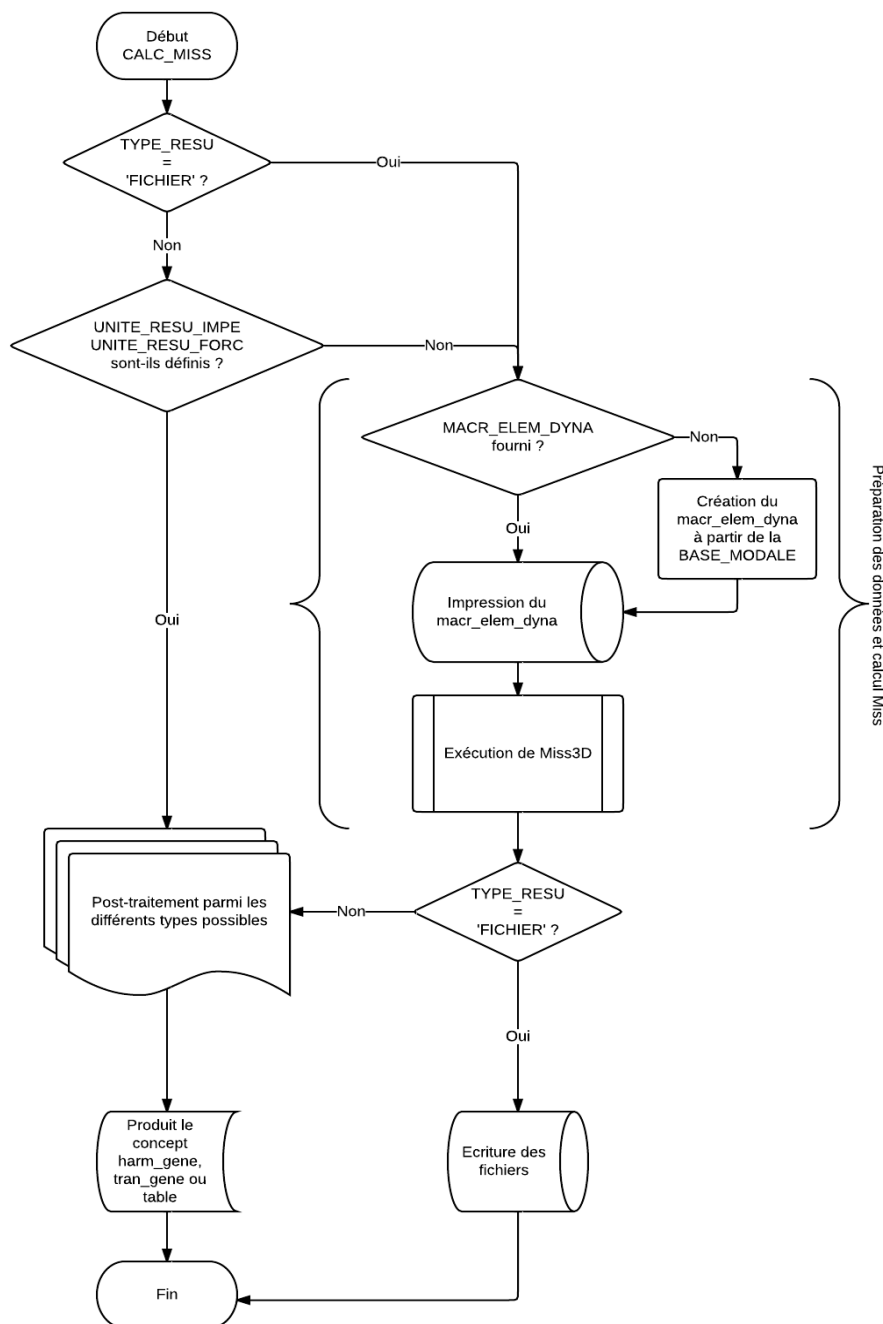 Début
CALC_MISS
TYPE_RESU
=
'FICHIER' ?
Oui
Non
UNITE_RESU_IMPE
UNITE_RESU_FORC
sont-ils définis ?
Non
MACR_ELEM_DYNA
fourni ?
Non
Création du
macr_elem_dyna
à partir de la
BASE_MODALE
Oui
Impression du
macr_elem_dyna
Oui
Exécution de Miss3D
Préparation des données et calcul Miss
TYPE_RESU
=
'FICHIER' ?
Non
Post-traitement parmi les
différents types possibles
Oui
Produit le
concept
harm_gene,
tran_gene ou
table
Ecriture des
fichiers
Fin